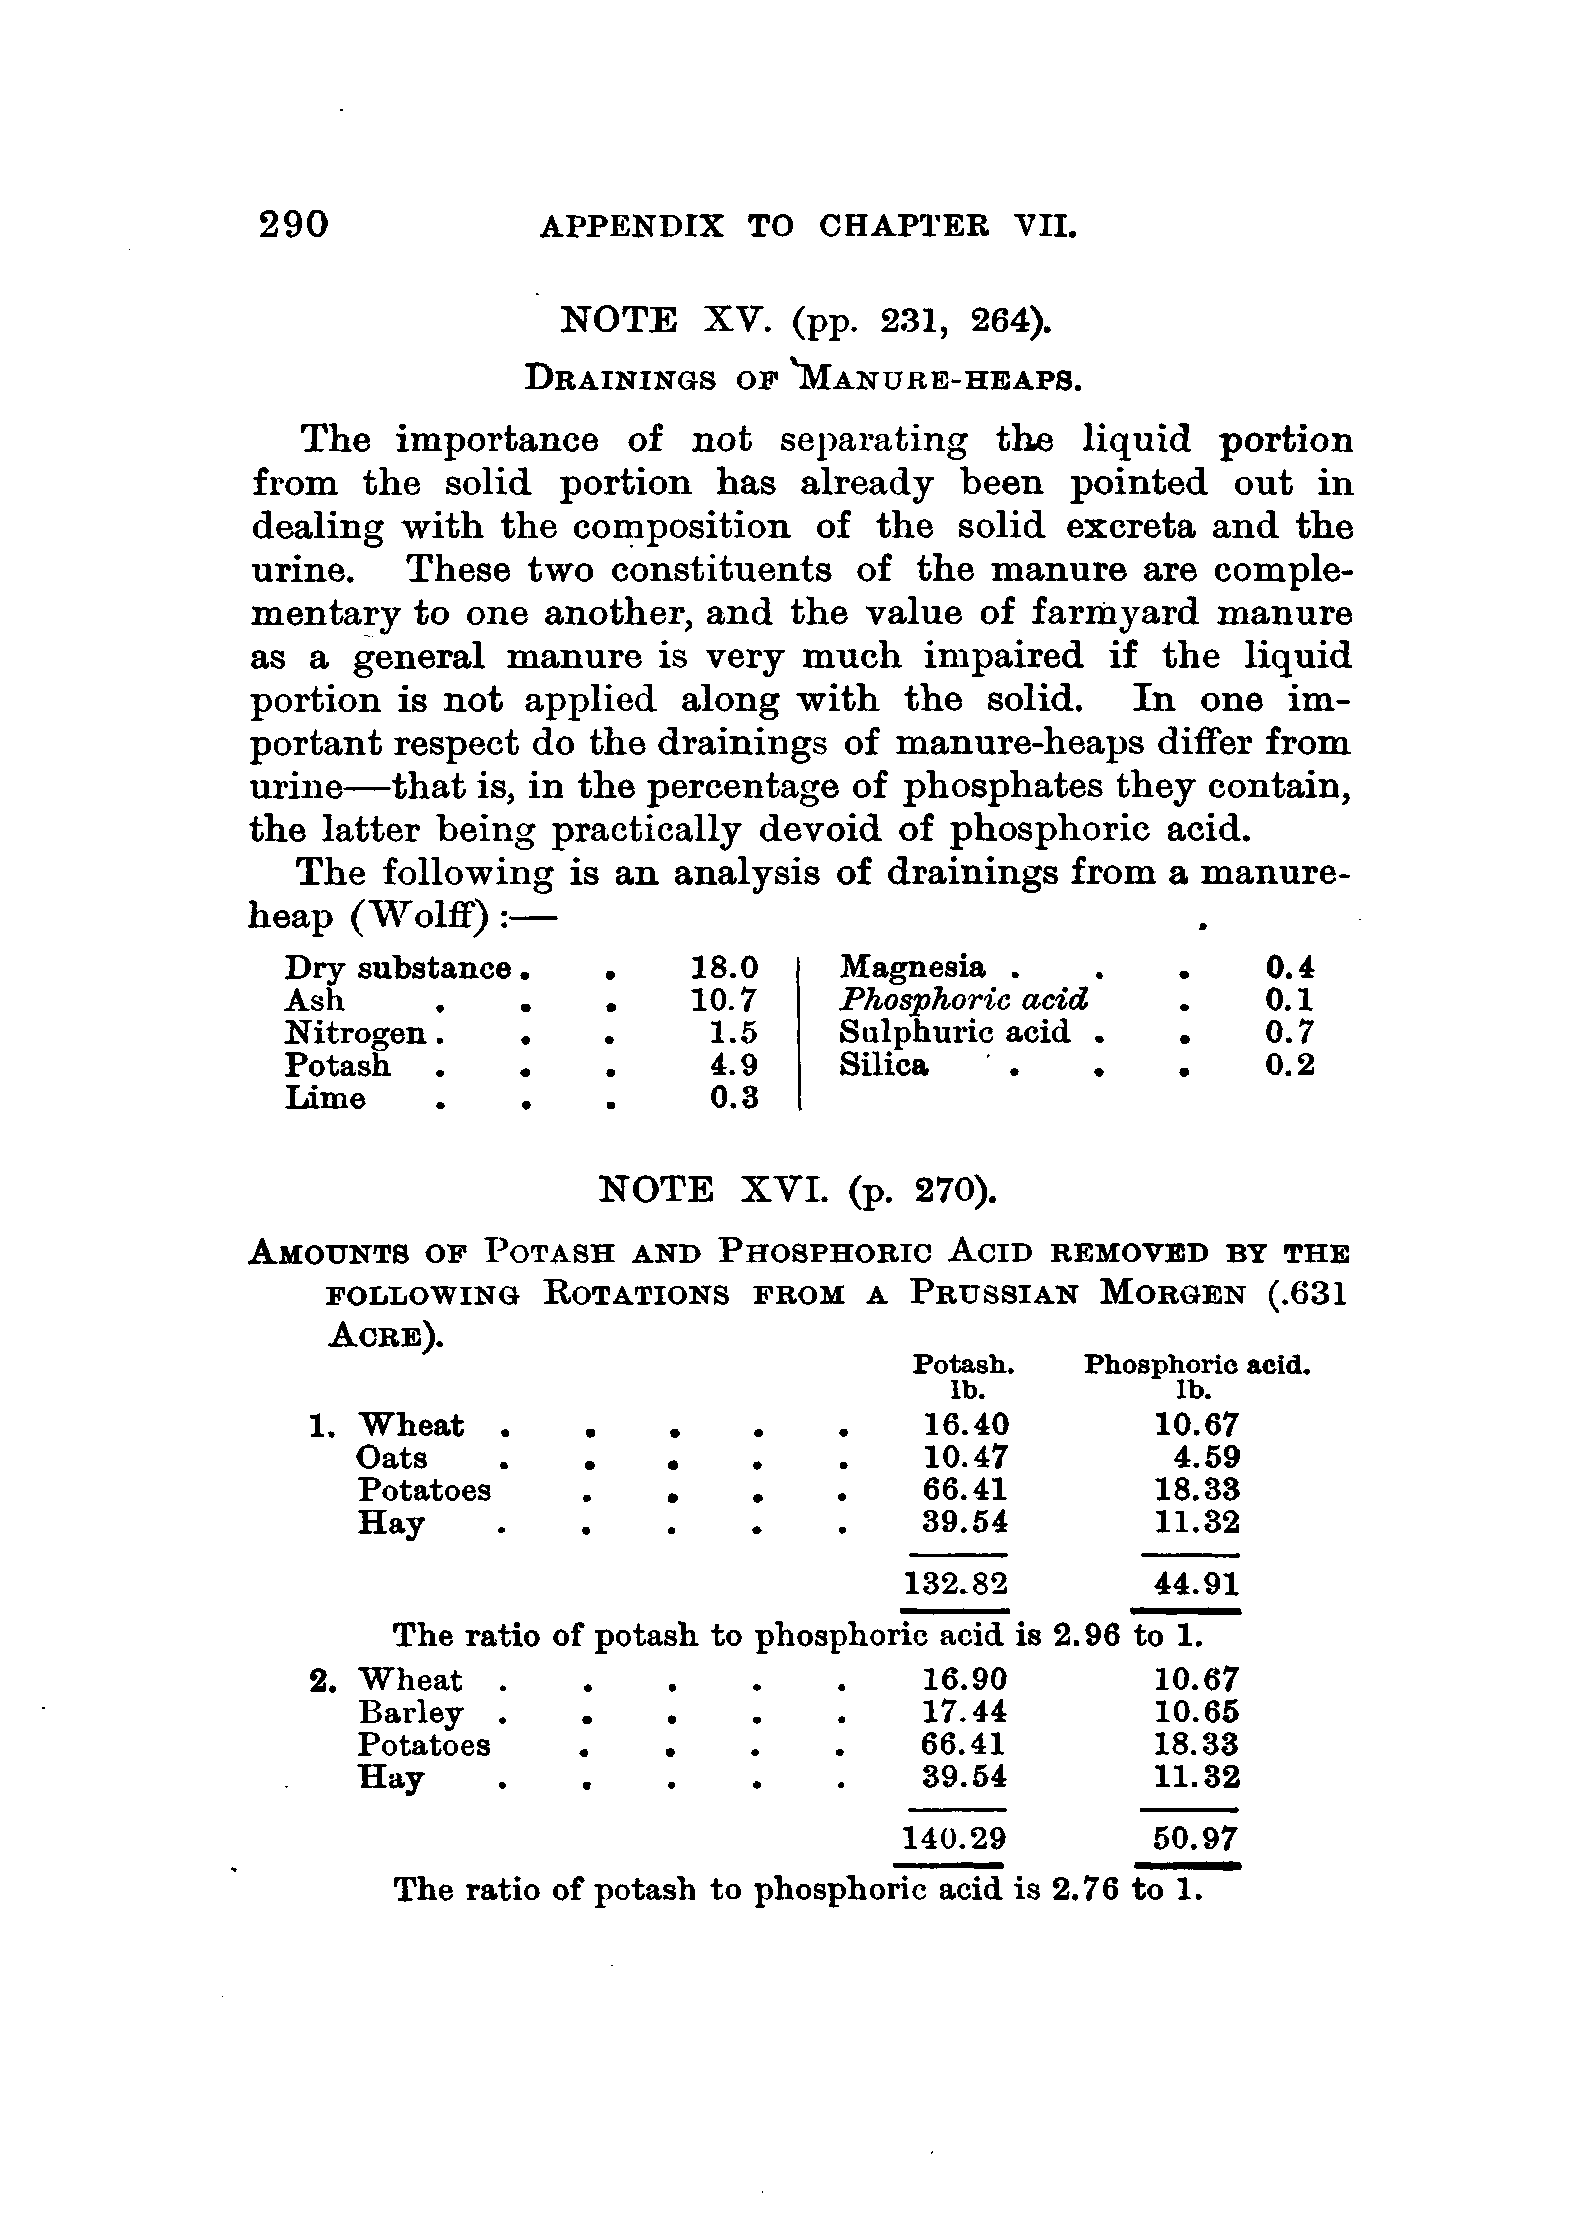 290 APPENDIX TO CHAPTER VII.
NOTE XV. (pp. 231, 264).
DRAININGS OF MANURE-HEAPS.
The importance of not separating the liquid portion
from the solid portion has already been pointed out in
dealing with the composition of the solid excreta and the
urine. These two constituents of the manure are comple-
mentary to one another, and the value of farmyard manure
as a general manure is very much impaired if the liquid
portion is not applied along with the solid. In one im-
portant respect do the drainings of manure-heaps differ from
urine—that is, in the percentage of phosphates they contain,
the latter being practically devoid of phosphoric acid.
The following is an analysis of drainings from a manure-
heap (Wolff) :—
Dry substance . . 18.0 Magnesia . . . 0.4
Ash . . . 10.7 Phosphoric acid . 0.1
Nitrogen . . . 1.5 Sulphuric acid . . 0.7
Potash . . . 4.9 Silica . . . 0.2
Lime . . . 0.3
NOTE XVI. (p. 270).
AMOUNTS OF POTASH AND PHOSPHORIC ACID REMOVED BY THE
FOLLOWING ROTATIONS FROM A PRUSSIAN MORGEN (.631
ACRE).
Potash. Phosphoric acid.
lb. lb.
1. Wheat . . . . . 16.40 10.67
Oats . . . . . 10.47 4.59
Potatoes . . . . 66.41 18.33
Hay . . . . . 39.54 11.32
132.82 44.91
The ratio of potash to phosphoric acid is 2.96 to 1.
2. Wheat . . . . . 16.90 10.67
Barley . . . . . 17.44 10.65
Potatoes . . . . 66.41 18.33
Hay . . . . . 39.54 11.32
140.29 50.97
The ratio of potash to phosphoric acid is 2.76 to 1.